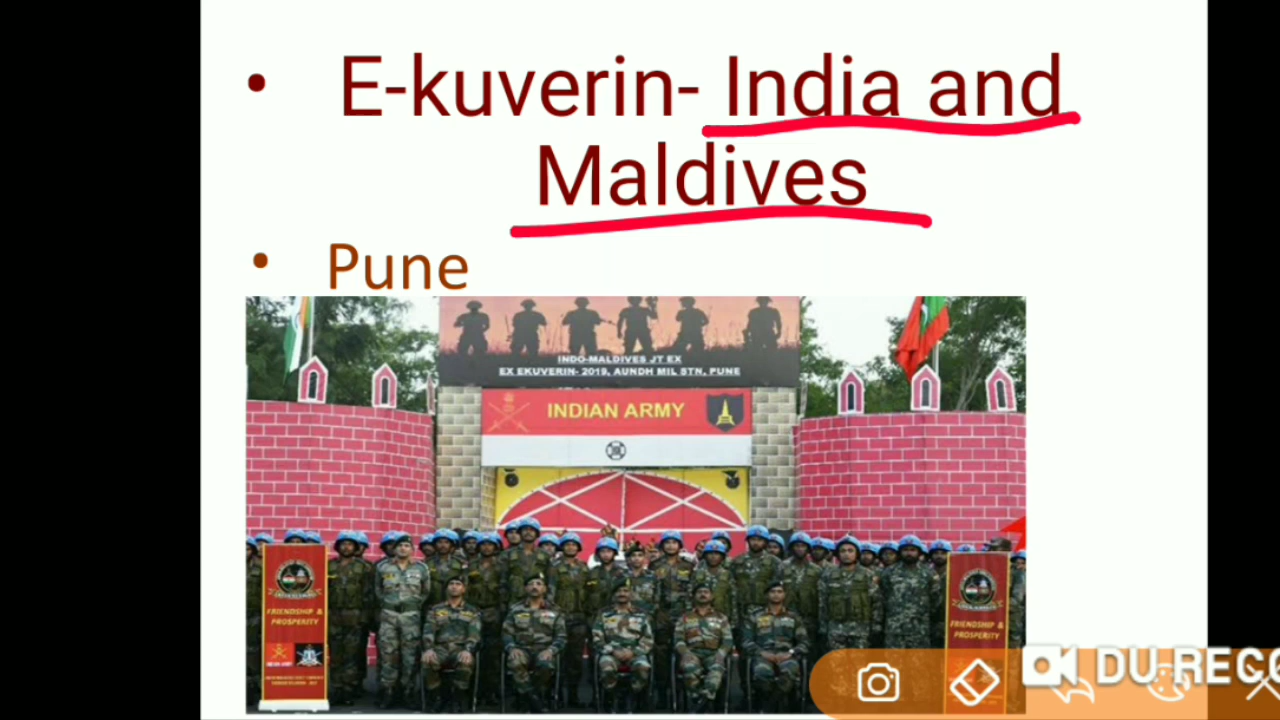 • E-kuverin- India and
Maldives
• Pune
INDO-MALDIVES JT EX
EX EKUVERIN- 2019, AUNDH MIL STN, PUNE
INDIAN ARMY
FRIENDSHIP &
PROSPERITY
FRIENDSHIP &
PROSPERITY
DU REC